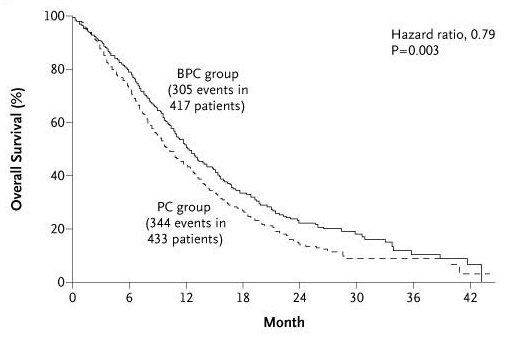 100
80
60
40
20
0
Overall Survival (%)
Hazard ratio, 0.79
P=0.003
BPC group
(305 events in
417 patients)
PC group
(344 events in
433 patients)
0 6 12 18 24 30 36 42
Month